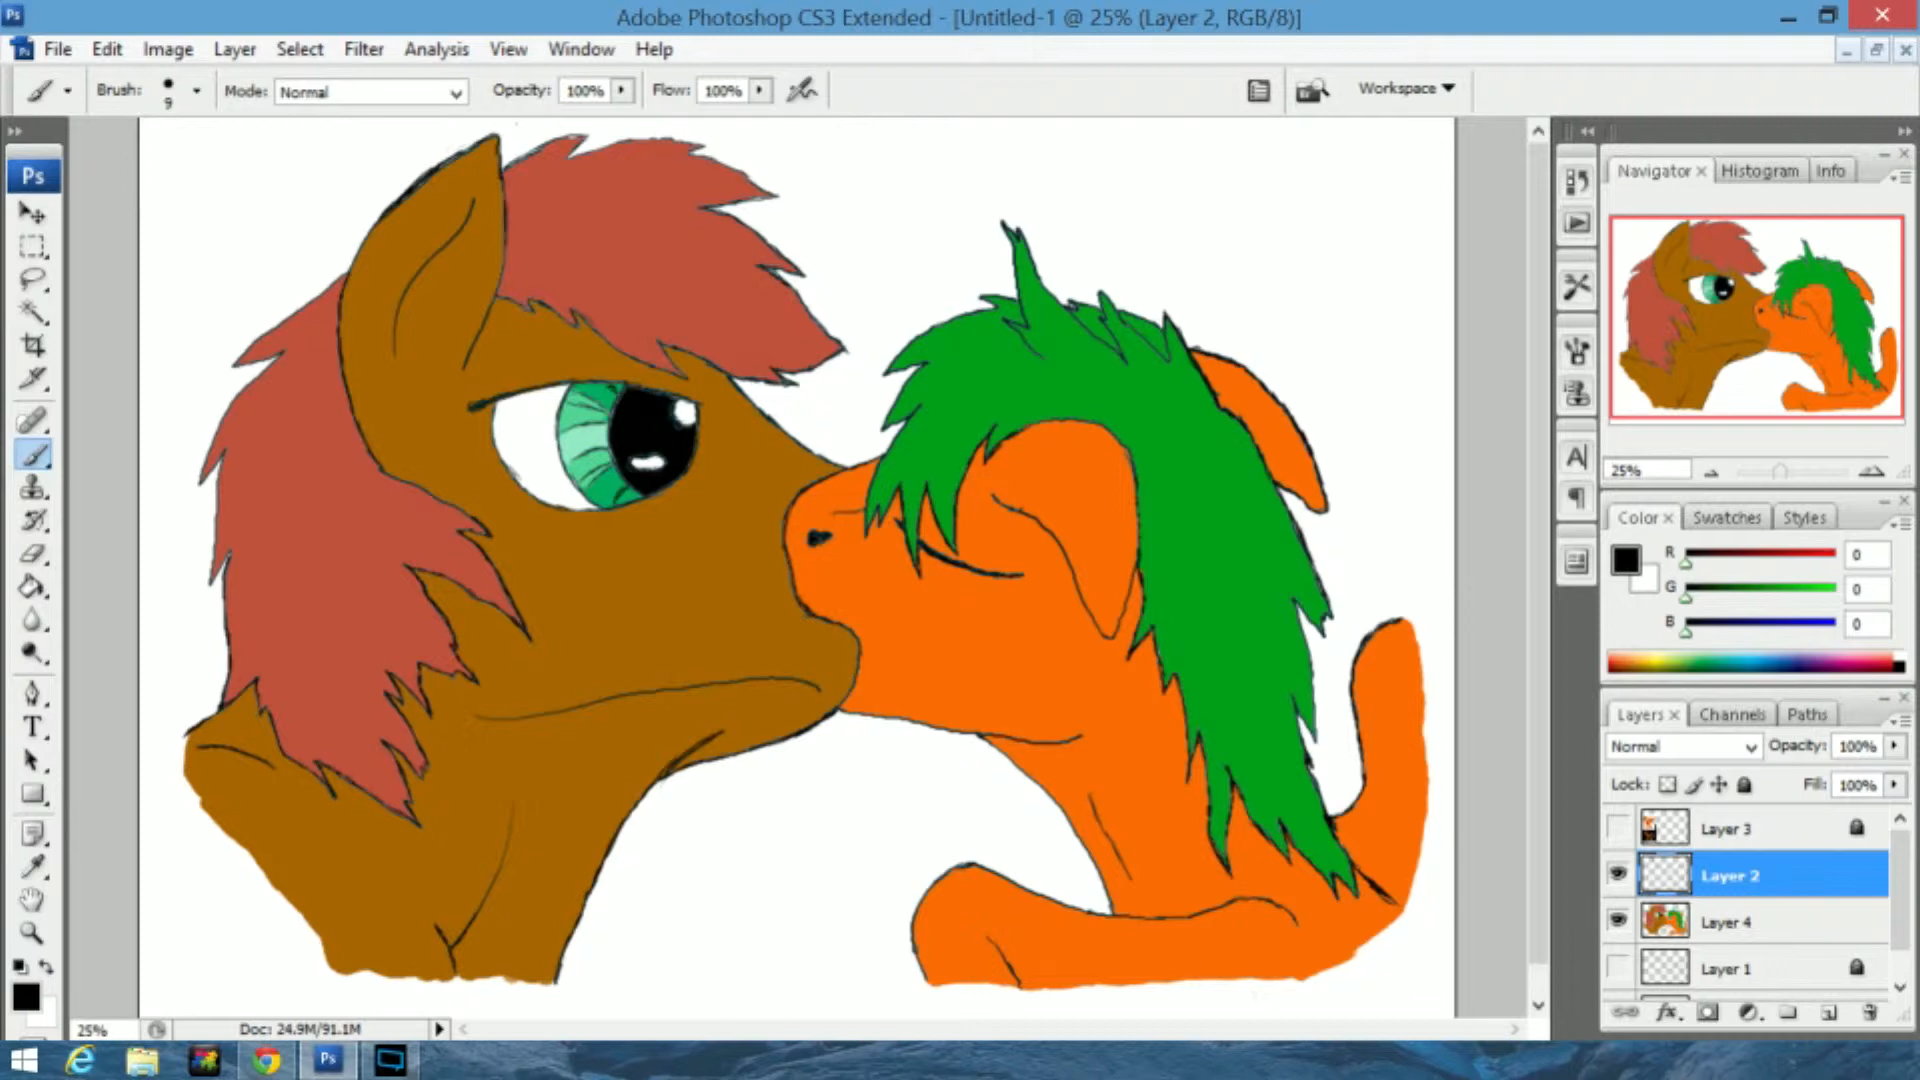 Adobe Photoshop CS3 Extended - [Untitled-1 @ 25% (Layer 2, RGB/8)]
File Edit Image Layer Select Filter Analysis View Window Help
Brush: 9 Mode: Normal Opacity: 100% Flow: 100% Workspace
Ps
Navigator Histogram Info
25%
Color Swatches Styles
R 0
G 0
B 0
Layers Channels Paths
Normal Opacity: 100%
Lock: Fill: 100%
Layer 3
Layer 2
Layer 4
Layer 1
25% Doc: 24.9M/91.1M
Ps